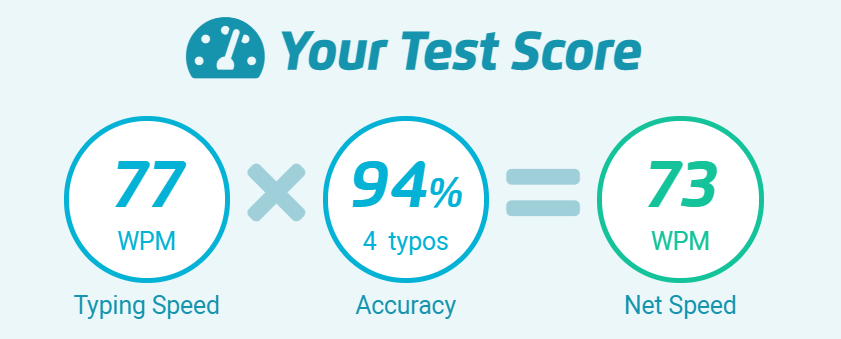 Your Test Score
77 × 94% = 73
WPM 4 typos WPM
Typing Speed Accuracy Net Speed